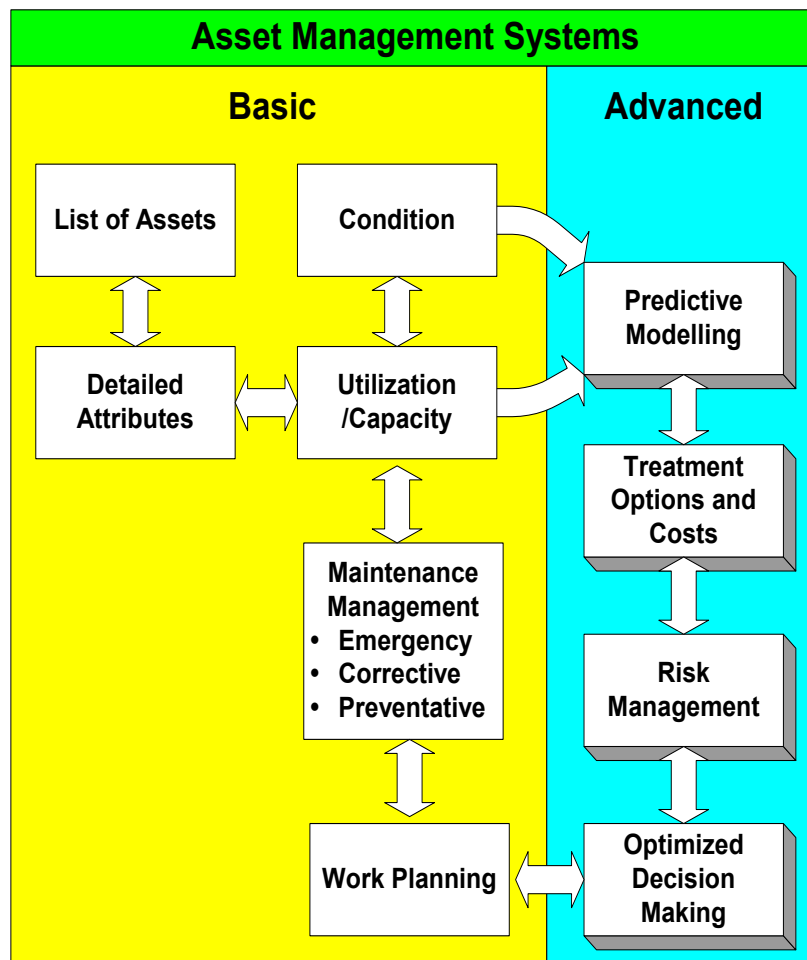 Asset Management Systems
Basic
Advanced
List of Assets
Condition
Predictive
Modelling
Detailed
Attributes
Utilization
/Capacity
Treatment
Options and
Costs
Maintenance
Management
• Emergency
• Corrective
• Preventative
Risk
Management
Work Planning
Optimized
Decision
Making